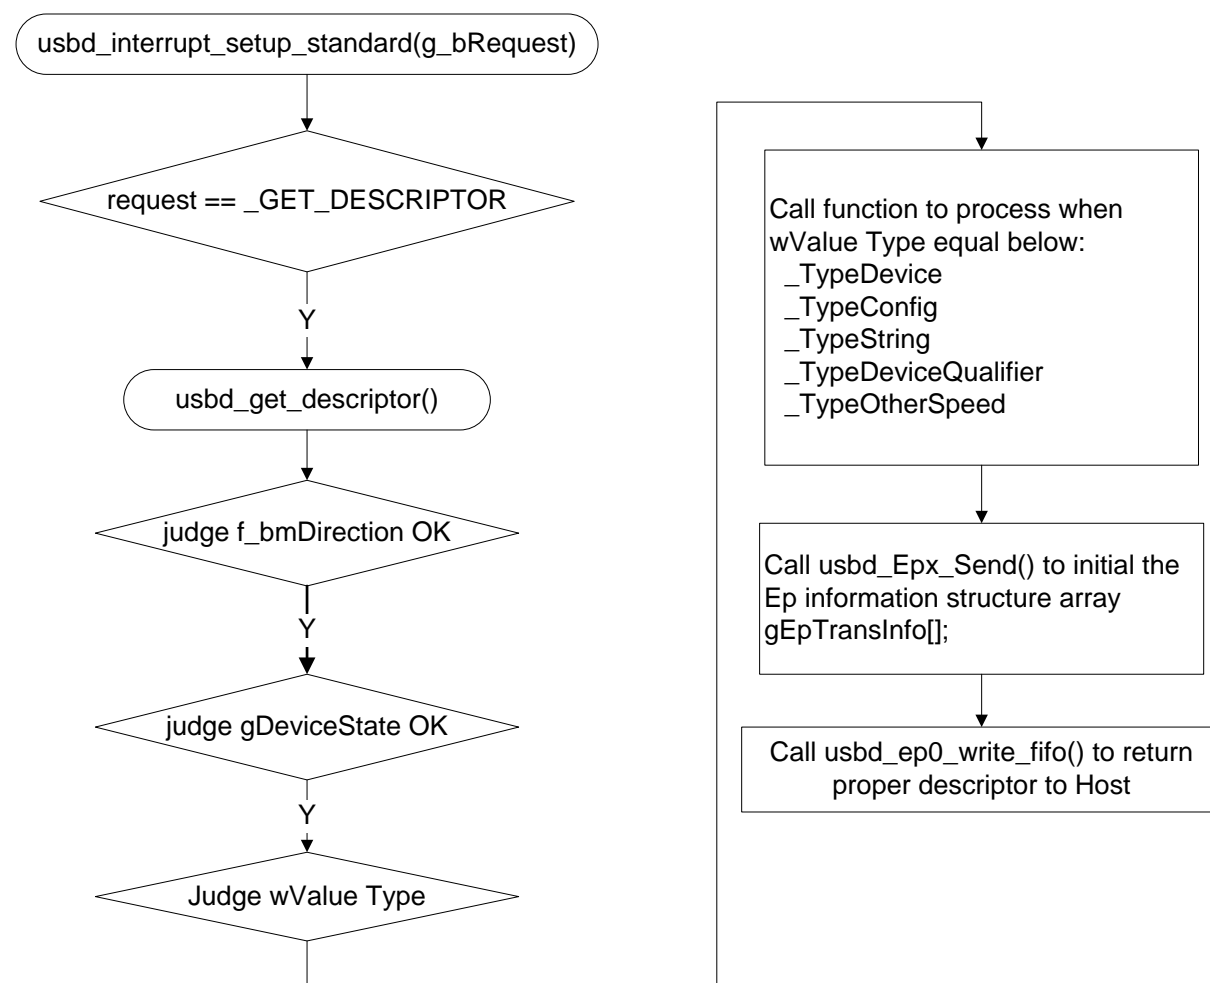 usbd_interrupt_setup_standard(g_bRequest)
request == _GET_DESCRIPTOR
Y
usbd_get_descriptor()
judge f_bmDirection OK
Y
judge gDeviceState OK
Y
Judge wValue Type
Call function to process when
wValue Type equal below:
_TypeDevice
_TypeConfig
_TypeString
_TypeDeviceQualifier
_TypeOtherSpeed
Call usbd_Epx_Send() to initial the
Ep information structure array
gEpTransInfo[];
Call usbd_ep0_write_fifo() to return
proper descriptor to Host